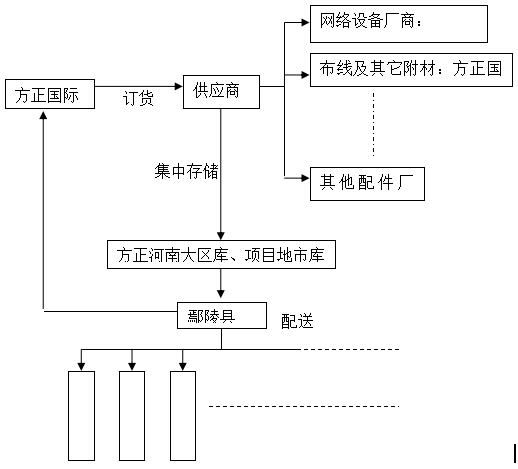 网络设备厂商：
布线及其它附材：方正国
方正国际
订货
供应商
集中存储
其他配件厂
方正河南大区库、项目地市库
鄢陵县
配送